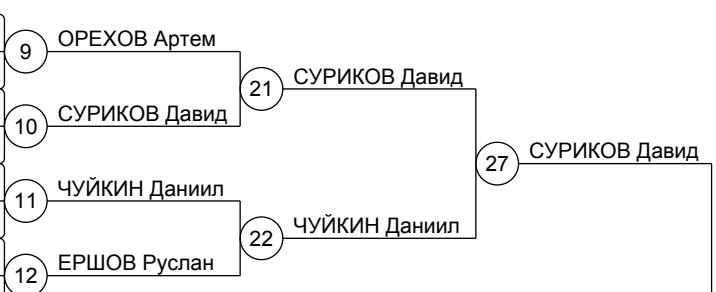 9 ОРЕХОВ Артем
21 СУРИКОВ Давид
10 СУРИКОВ Давид
27 СУРИКОВ Давид
11 ЧУЙКИН Даниил
22 ЧУЙКИН Даниил
12 ЕРШОВ Руслан